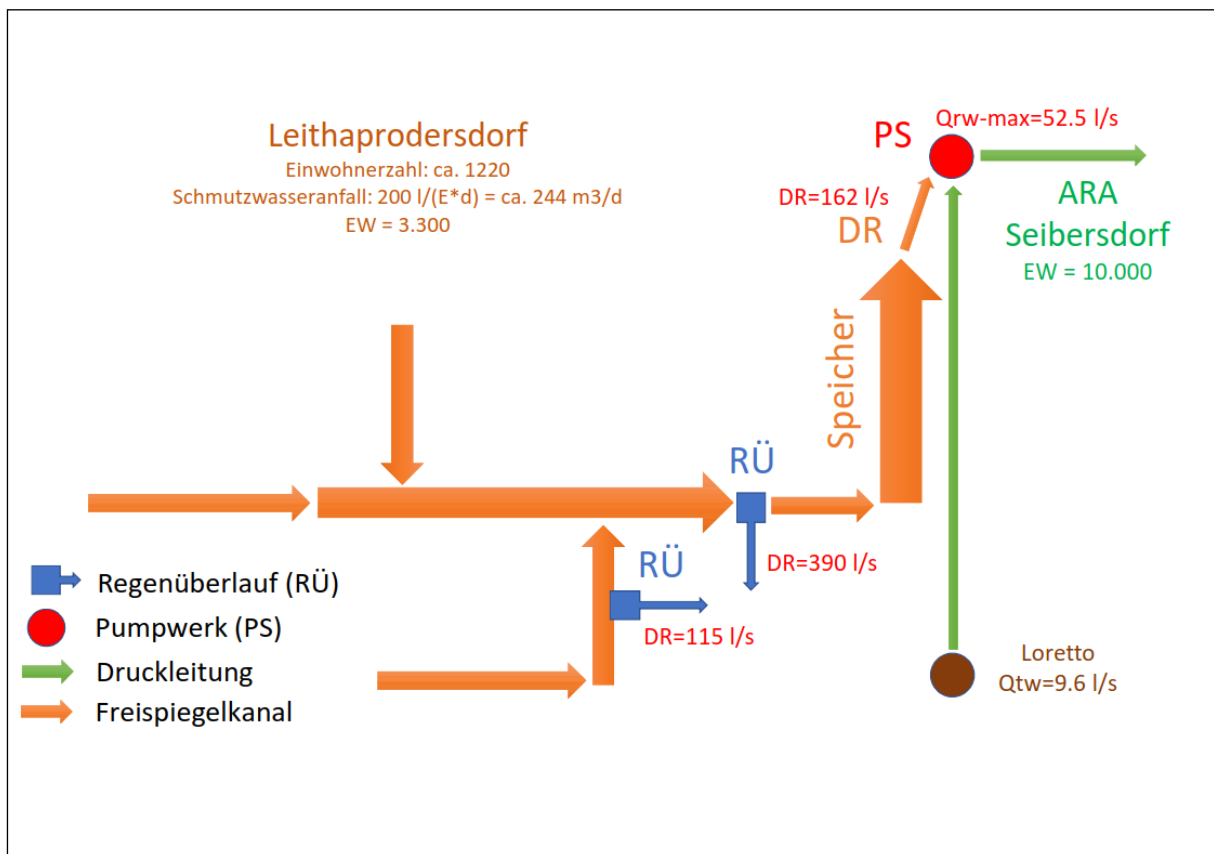 Leithaprodersdorf
Einwohnerzahl: ca. 1220
Schmutzwasseranfall: 200 l/(E*d) = ca. 244 m3/d
EW = 3.300
Qrw-max=52.5 l/s
PS
DR=162 l/s
DR
ARA
Seibersdorf
EW = 10.000
Speicher
RÜ
DR=390 l/s
RÜ
DR=115 l/s
Regenüberlauf (RÜ)
Pumpwerk (PS)
Druckleitung
Freispiegelkanal
Loretto
Qtw=9.6 l/s